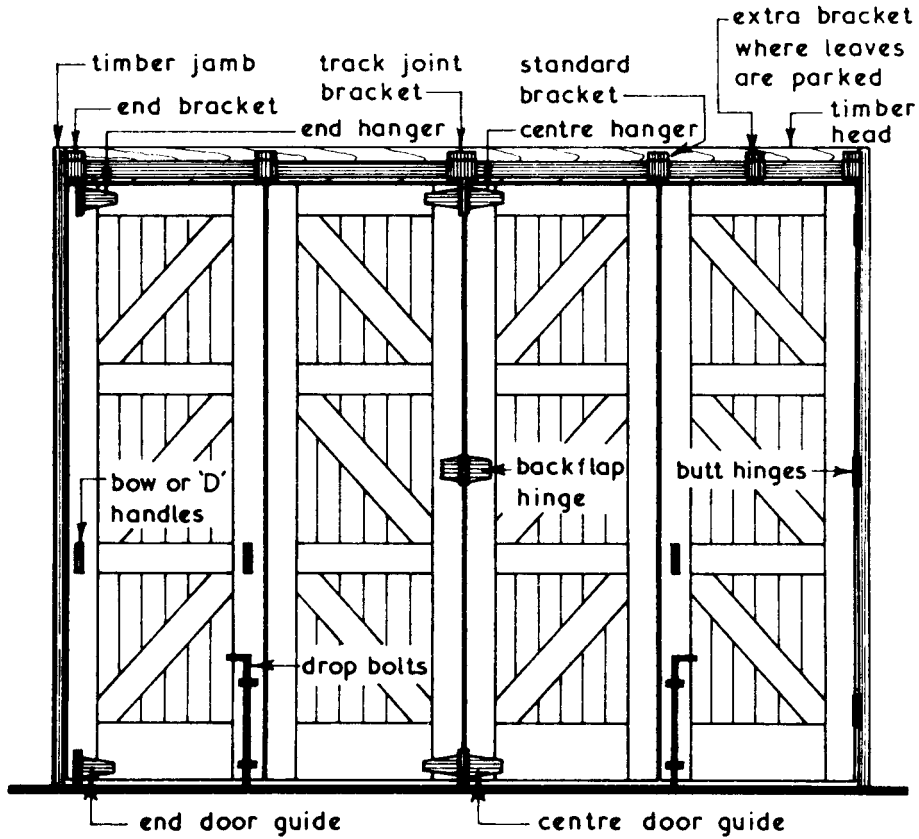 extra bracket
where leaves
are parked
timber jamb
track joint
bracket
standard
bracket
timber
head
end bracket
end hanger
centre hanger
bow or 'D'
handles
backflap
hinge
butt hinges
drop bolts
end door guide
centre door guide